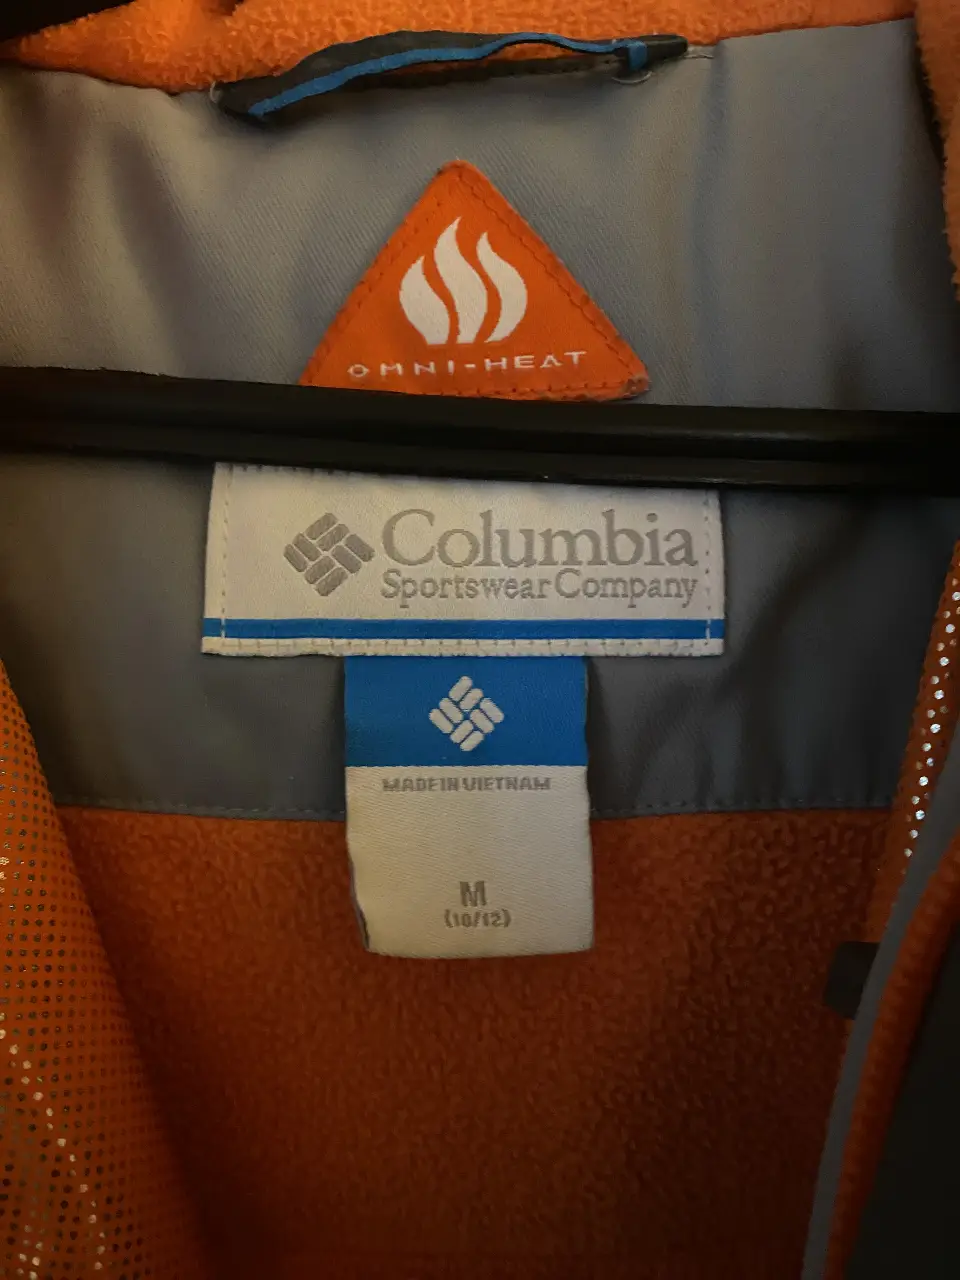 OMNI-HEAT
Columbia
Sportswear Company
MADE IN VIETNAM
M
(10/12)